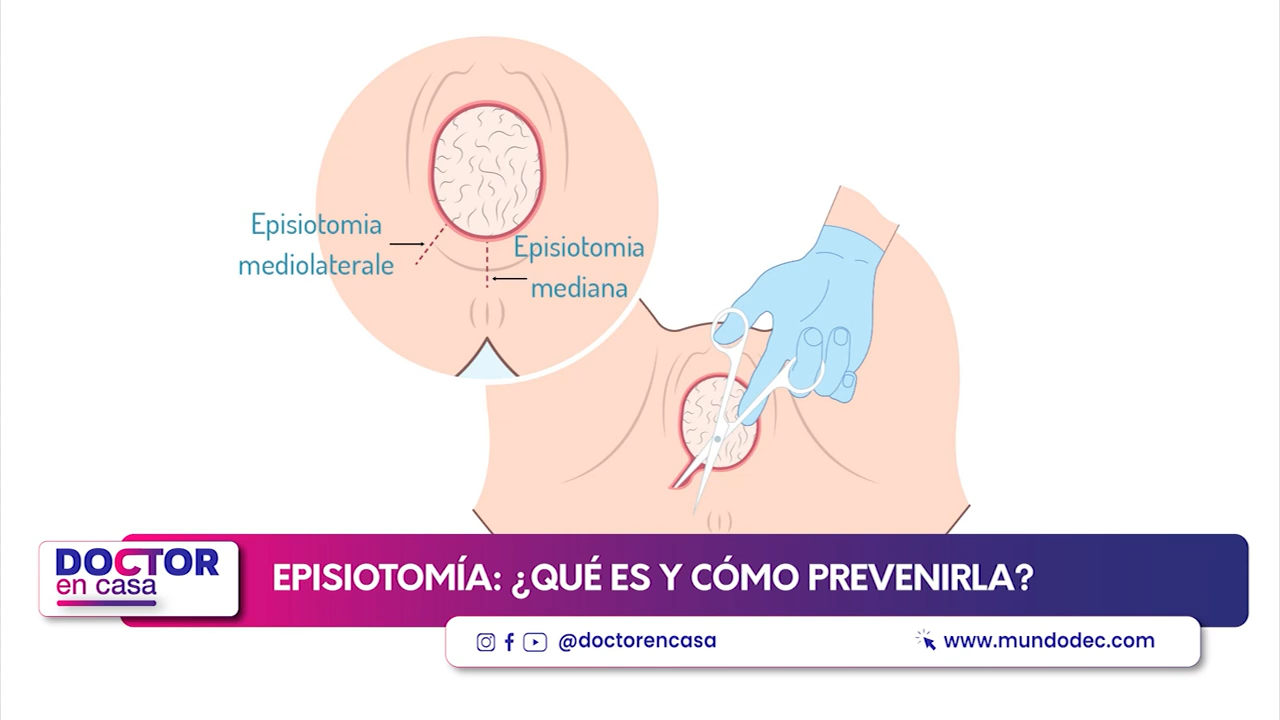 Episiotomia
mediolaterale
Episiotomia
mediana
DOCTOR
en casa
EPISIOTOMÍA: ¿QUÉ ES Y CÓMO PREVENIRLA?
@doctorencasa
www.mundodec.com